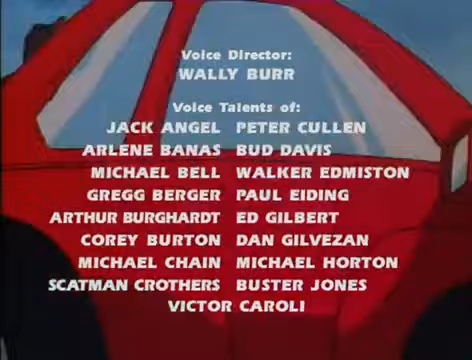 Voice Director:
WALLY BURR
Voice Talents of:
JACK ANGEL PETER CULLEN
ARLENE BANAS BUD DAVIS
MICHAEL BELL WALKER EDMISTON
GREGG BERGER PAUL EIDING
ARTHUR BURGHARDT ED GILBERT
COREY BURTON DAN GILVEZAN
MICHAEL CHAIN MICHAEL HORTON
SCATMAN CROTHERS BUSTER JONES
VICTOR CAROLI